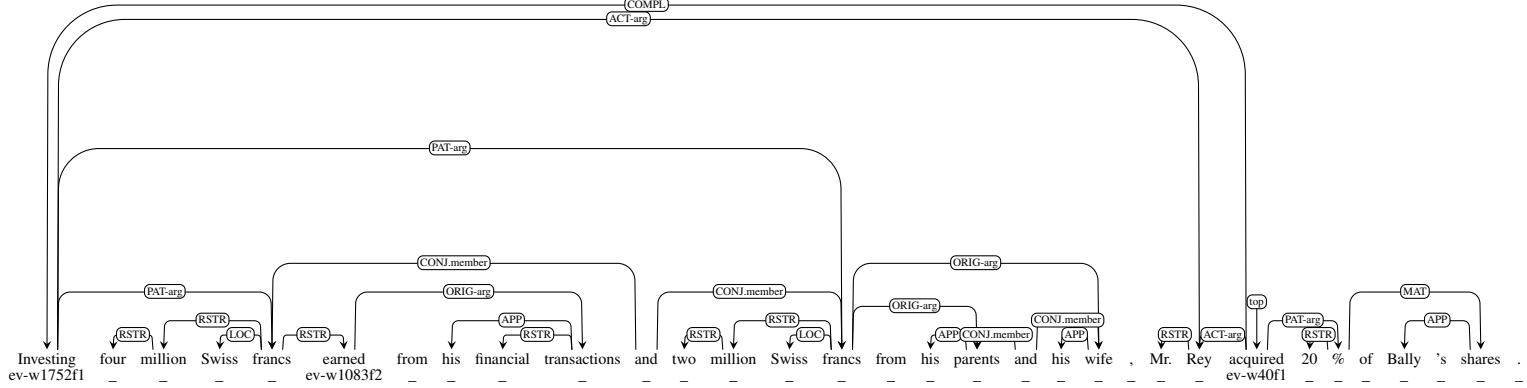 COMPL
ACT-arg
PAT-arg
CONJ.member ORIG-arg
PAT-arg ORIG-arg CONJ.member top MAT
ORIG-arg
RSTR APP RSTR CONJ.member PAT-arg APP
RSTR LOC RSTR RSTR RSTR LOC APP CONJ.member APP RSTR ACT-arg RSTR
Investing four million Swiss francs earned from his financial transactions and two million Swiss francs from his parents and his wife , Mr. Rey acquired 20 % of Bally 's shares .
ev-w1752f1 _ _ _ _ ev-w1083f2 _ _ _ _ _ _ _ _ _ _ _ _ _ _ _ _ _ _ ev-w40f1 _ _ _ _ _ _ _